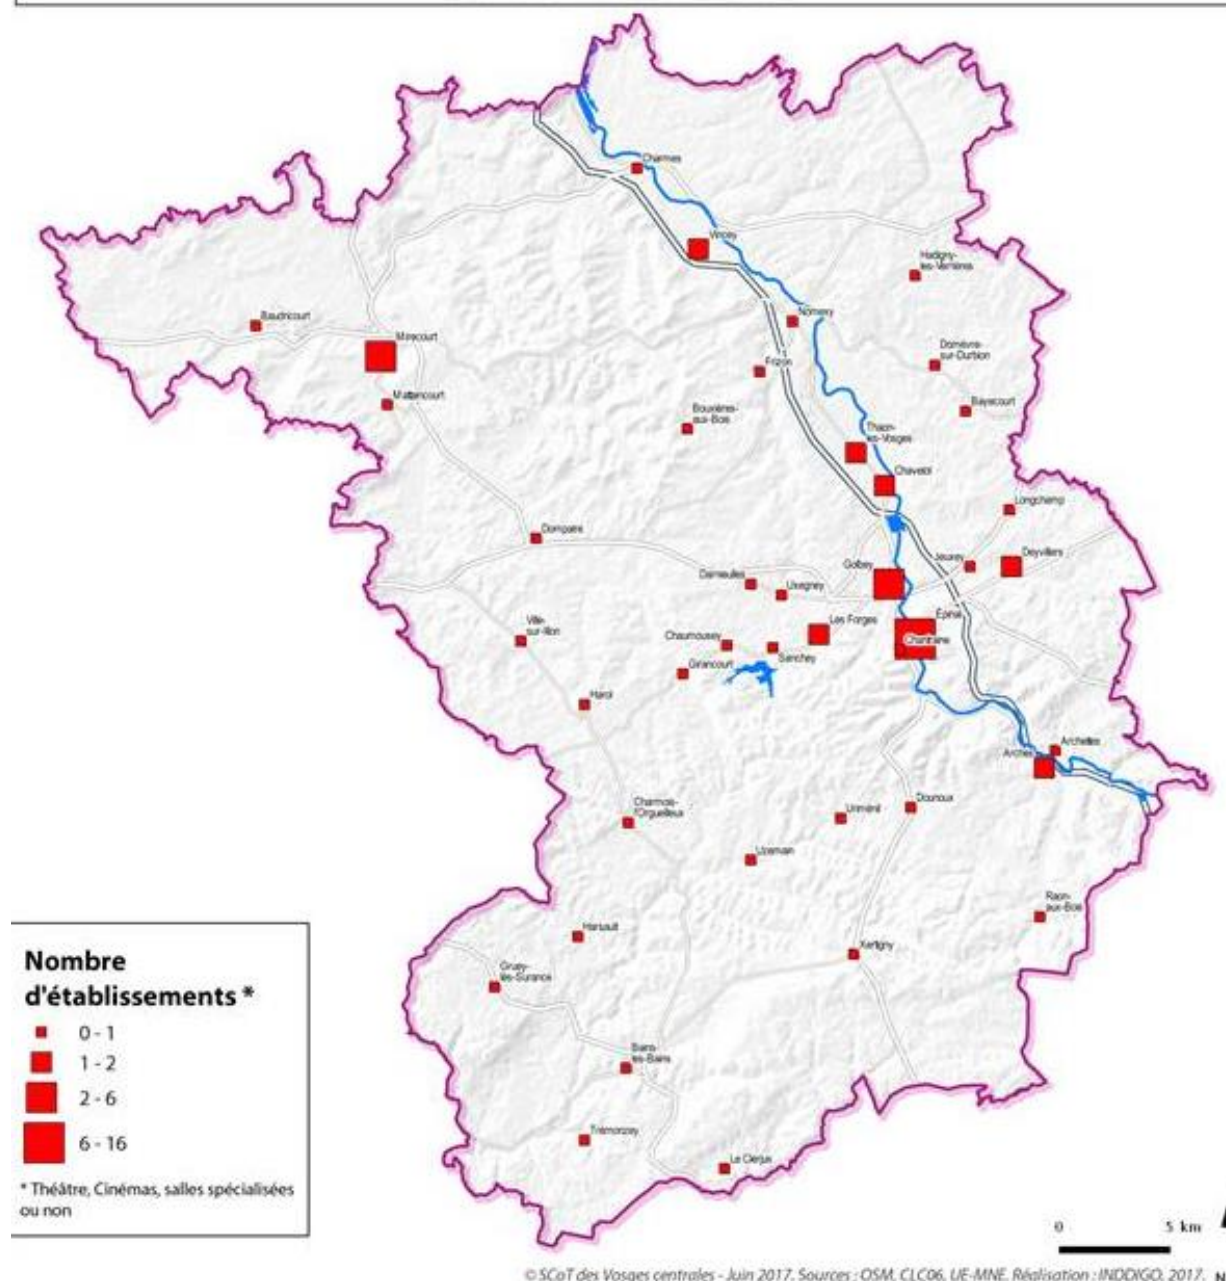 Charmes
Vincey
Hadigny-
les-Verrières
Nomexy
Baudricourt
Mirecourt
Frizon
Domèvre-
sur-Durbion
Mattaincourt
Bouxières-
aux-Bois
Bayecourt
Thaon-
les-Vosges
Chavelot
Longchamp
Dompaire
Jeuxey
Deyvillers
Golbey
Darnieulles
Uxegney
Épinal
Les Forges
Chantraine
Ville-
sur-Illon
Chaumousey
Sanchey
Girancourt
Harol
Archettes
Arches
Charmois-
l'Orgueilleux
Uriménil
Dounoux
Uzemain
Raon-
aux-Bois
Harsault
Xertigny
Gruey-
lès-Surance
Bains-
les-Bains
Trémonzey
Le Clerjus
Nombre
d'établissements *
0 - 1
1 - 2
2 - 6
6 - 16
* Théâtre, Cinémas, salles spécialisées
ou non
0 5 km
© SCoT des Vosges centrales - Juin 2017. Sources : OSM, CLC06, UE-MNE. Réalisation : INDDIGO, 2017.